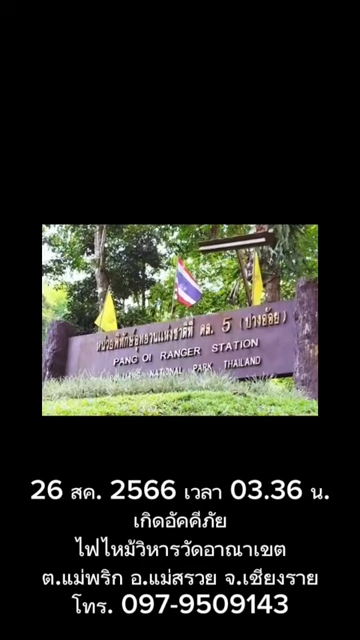 หน่วยพิทักษ์อุทยานแห่งชาติที่ ดร. 5 (ปางอ้อย)
PANG OI RANGER STATION
NATIONAL PARK THAILAND
26 สค. 2566 เวลา 03.36 น.
เกิดอัคคีภัย
ไฟไหม้วิหารวัดอาณาเขต
ต.แม่พริก อ.แม่สรวย จ.เชียงราย
โทร. 097-9509143